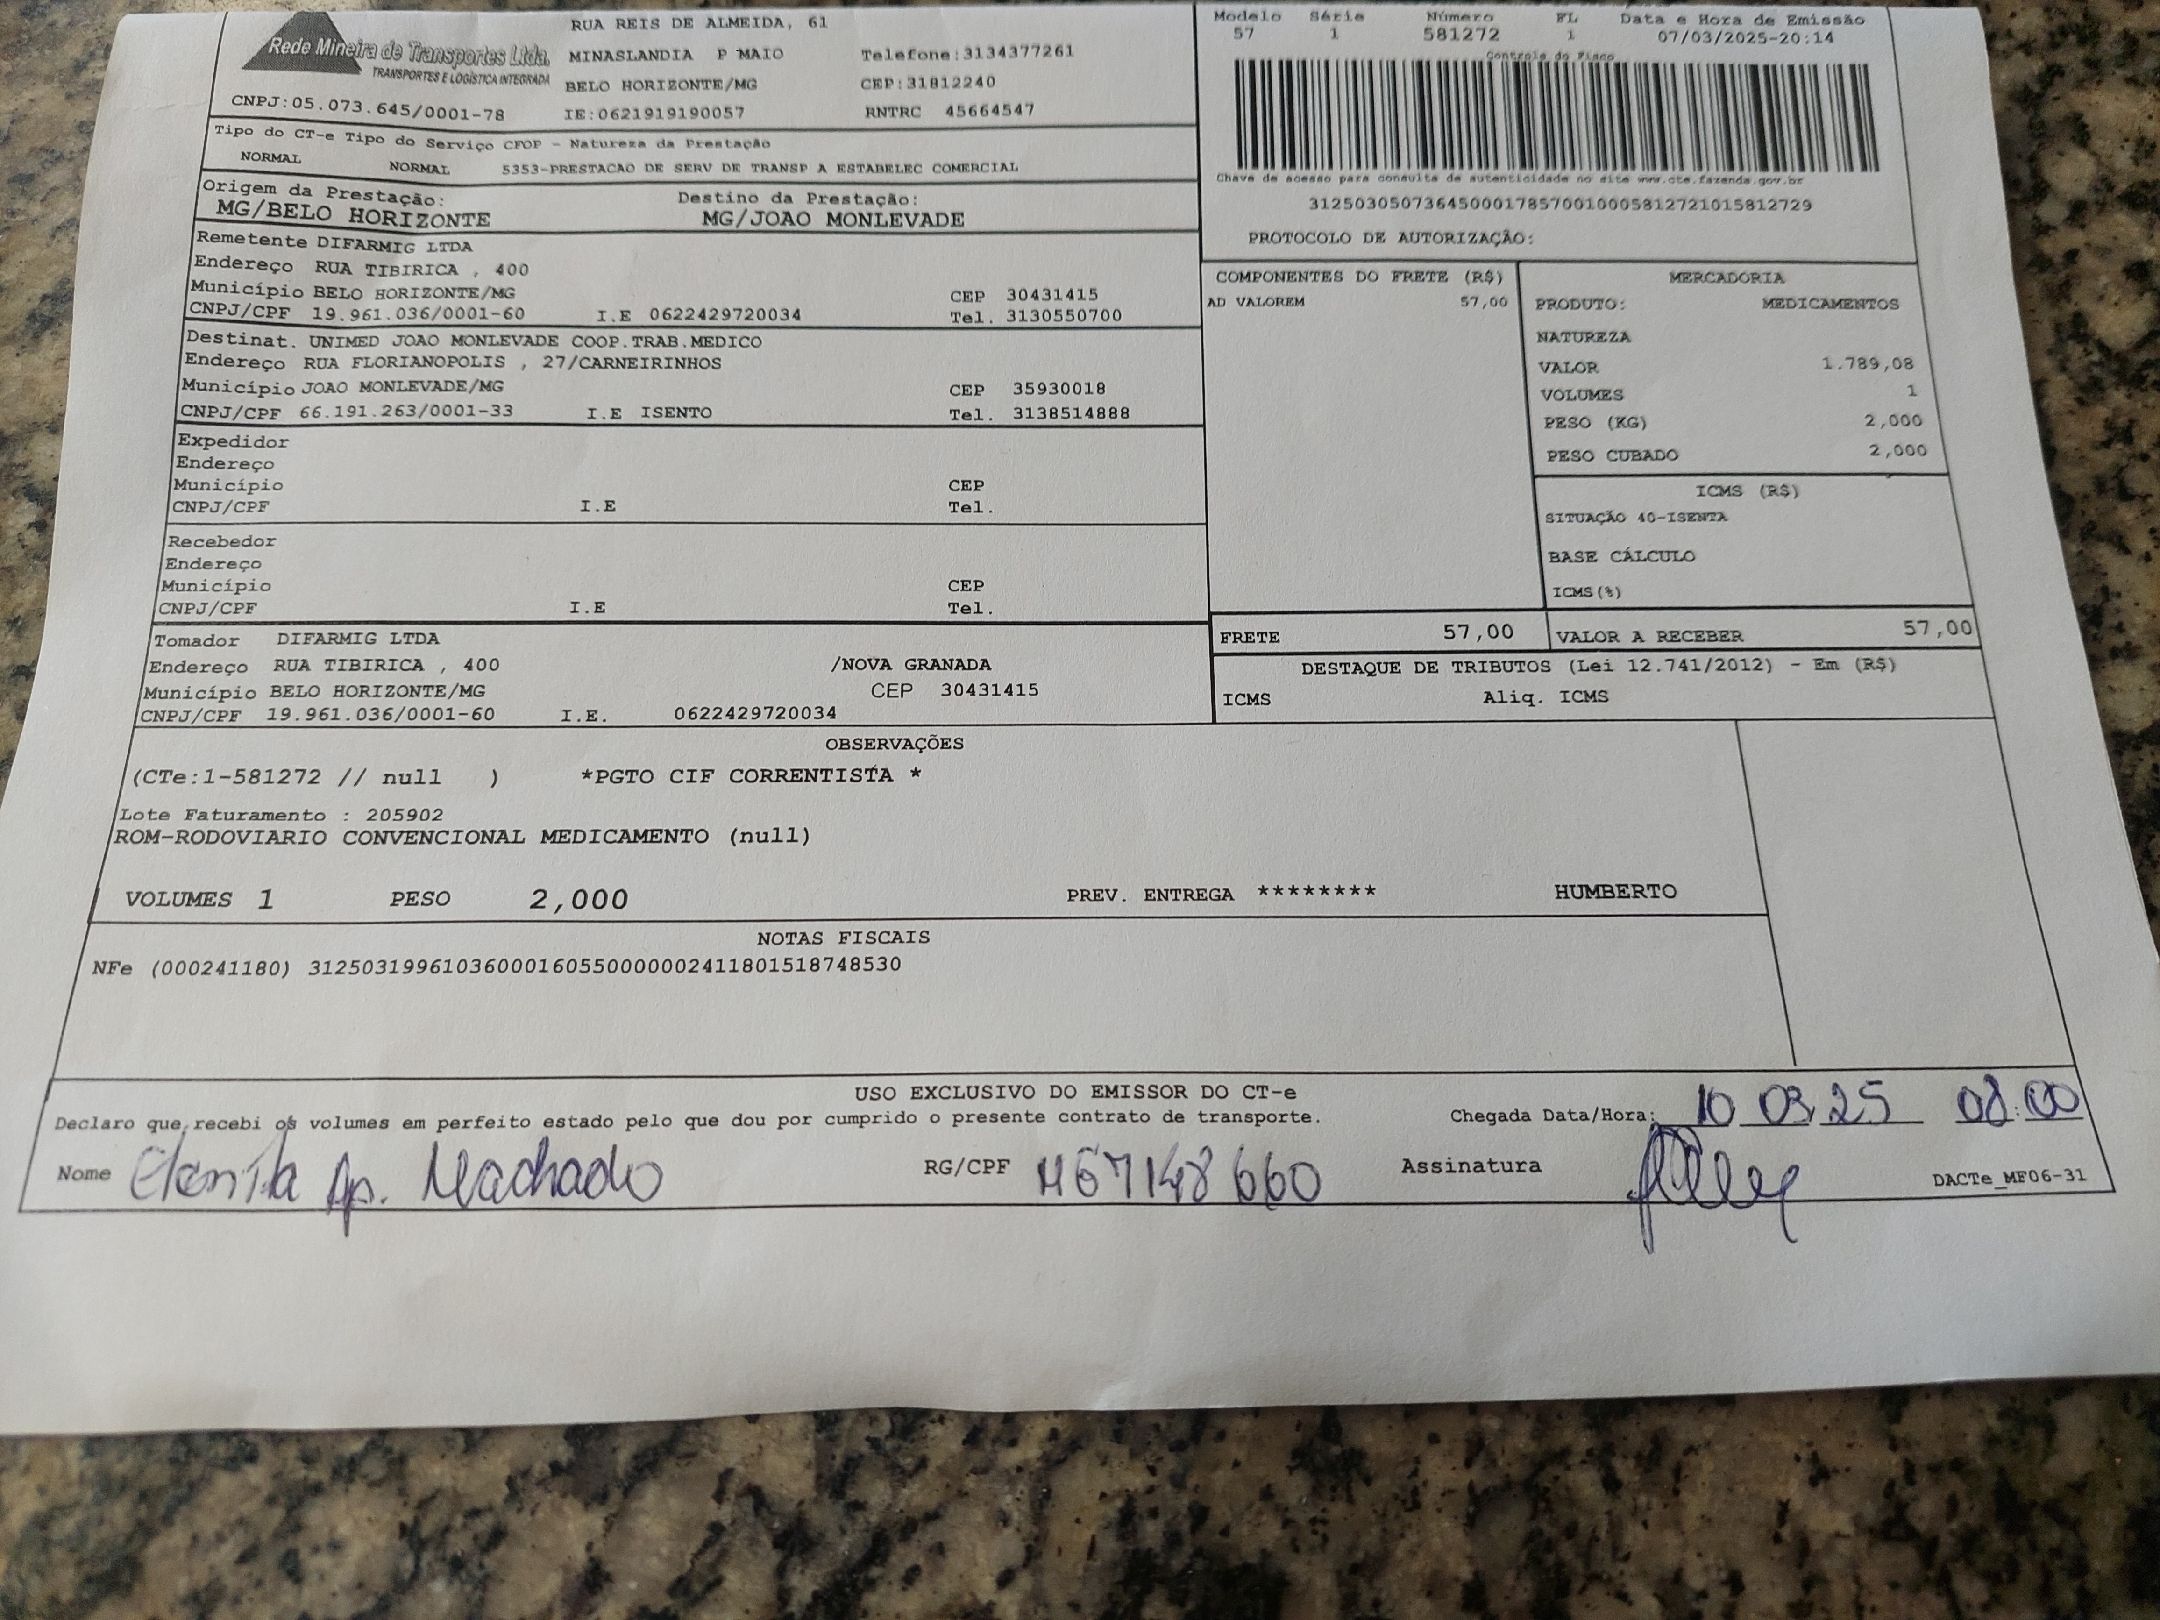 Rede Mineira de Transportes Ltda.
TRANSPORTES E LOGÍSTICA INTEGRADA
CNPJ:05.073.645/0001-78
RUA REIS DE ALMEIDA, 61
MINASLANDIA P MAIO Telefone:3134377261
BELO HORIZONTE/MG CEP:31812240
IE:0621919190057 RNTRC 45664547
Modelo Série Número FL Data e Hora de Emissão
57 1 581272 1 07/03/2025-20:14
Controle do Fisco
Chave de acesso para consulta de autenticidade no site www.cte.fazenda.gov.br
31250305073645000178570010005812721015812729
PROTOCOLO DE AUTORIZAÇÃO:
Tipo do CT-e Tipo do Serviço CFOP - Natureza da Prestação
NORMAL NORMAL 5353-PRESTACAO DE SERV DE TRANSP A ESTABELEC COMERCIAL
Origem da Prestação: Destino da Prestação:
MG/BELO HORIZONTE MG/JOAO MONLEVADE
Remetente DIFARMIG LTDA
Endereço RUA TIBIRICA , 400
Município BELO HORIZONTE/MG CEP 30431415
CNPJ/CPF 19.961.036/0001-60 I.E 0622429720034 Tel. 3130550700
Destinat. UNIMED JOAO MONLEVADE COOP.TRAB.MEDICO
Endereço RUA FLORIANOPOLIS , 27/CARNEIRINHOS
Município JOAO MONLEVADE/MG CEP 35930018
CNPJ/CPF 66.191.263/0001-33 I.E ISENTO Tel. 3138514888
Expedidor
Endereço
Município CEP
CNPJ/CPF I.E Tel.
Recebedor
Endereço
Município CEP
CNPJ/CPF I.E Tel.
Tomador DIFARMIG LTDA
Endereço RUA TIBIRICA , 400 /NOVA GRANADA
Município BELO HORIZONTE/MG CEP 30431415
CNPJ/CPF 19.961.036/0001-60 I.E. 0622429720034
COMPONENTES DO FRETE (R$)
AD VALOREM 57,00
MERCADORIA
PRODUTO: MEDICAMENTOS
NATUREZA
VALOR 1.789,08
VOLUMES 1
PESO (KG) 2,000
PESO CUBADO 2,000
ICMS (R$)
SITUAÇÃO 40-ISENTA
BASE CÁLCULO
ICMS(%)
FRETE 57,00 VALOR A RECEBER 57,00
DESTAQUE DE TRIBUTOS (Lei 12.741/2012) - Em (R$)
ICMS Aliq. ICMS
OBSERVAÇÕES
(CTe:1-581272 // null ) *PGTO CIF CORRENTISTA *
Lote Faturamento : 205902
ROM-RODOVIARIO CONVENCIONAL MEDICAMENTO (null)
VOLUMES 1 PESO 2,000 PREV. ENTREGA ******** HUMBERTO
NOTAS FISCAIS
NFe (000241180) 31250319961036000160550000002411801518748530
USO EXCLUSIVO DO EMISSOR DO CT-e
Declaro que recebi os volumes em perfeito estado pelo que dou por cumprido o presente contrato de transporte. Chegada Data/Hora: 10 03 25 08:00
Nome Elenita Ap. Machado RG/CPF Assinatura DACTe_MF06-31